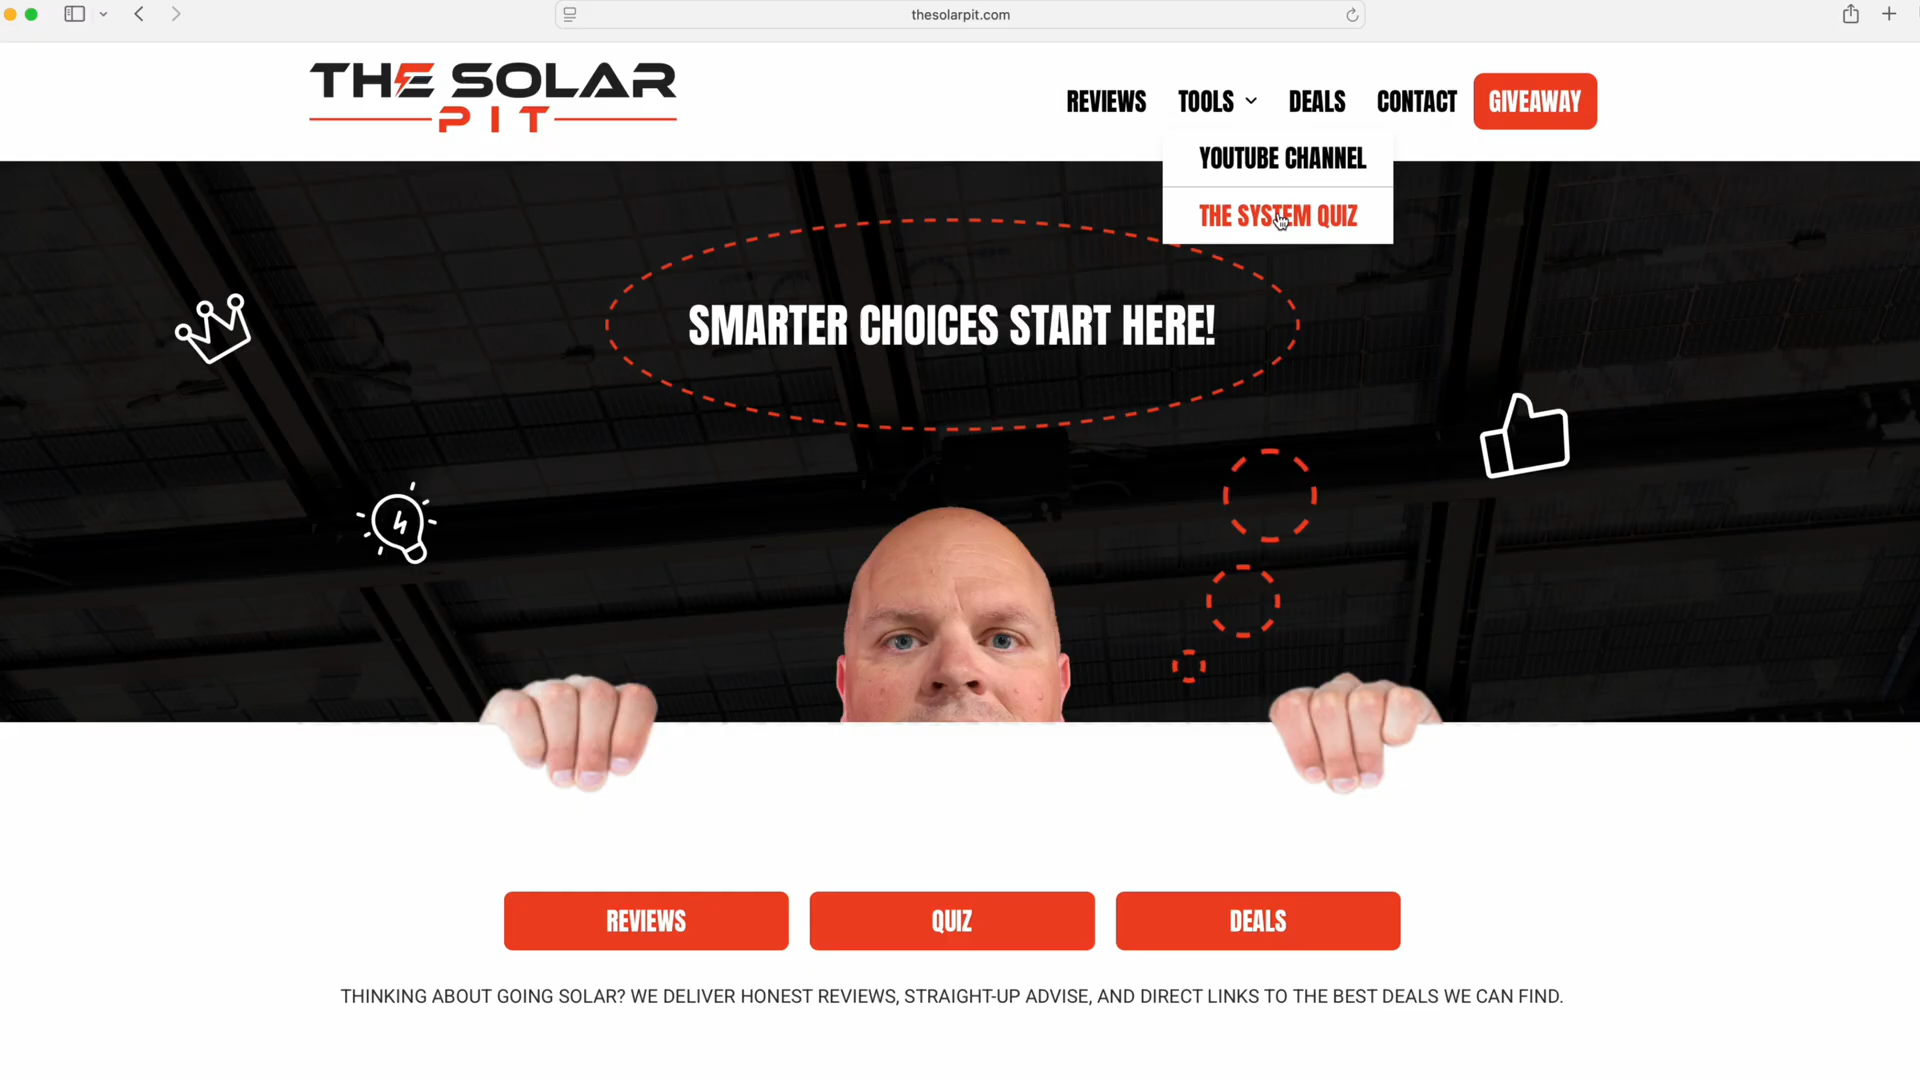 thesolarpit.com
THE SOLAR
PIT
REVIEWS TOOLS DEALS CONTACT GIVEAWAY
YOUTUBE CHANNEL
THE SYSTEM QUIZ
SMARTER CHOICES START HERE!
REVIEWS QUIZ DEALS
THINKING ABOUT GOING SOLAR? WE DELIVER HONEST REVIEWS, STRAIGHT-UP ADVISE, AND DIRECT LINKS TO THE BEST DEALS WE CAN FIND.